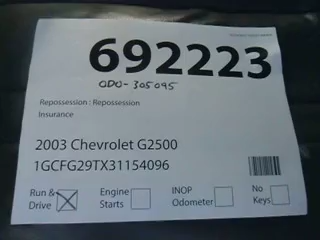 692223
ODO- 305095
Repossession : Repossession
Insurance
2003 Chevrolet G2500
1GCFG29TX31154096
Run & Drive
Engine Starts
INOP Odometer
No Keys